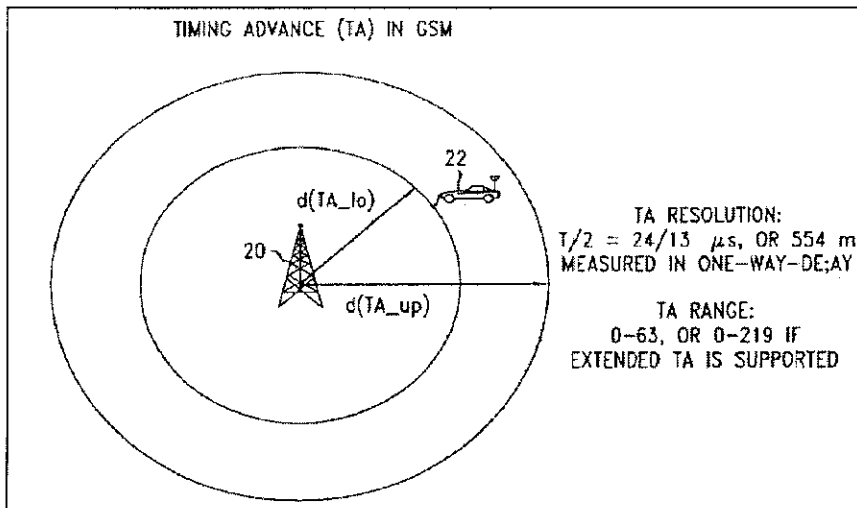 TIMING ADVANCE (TA) IN GSM
22
d(TA_lo)
20
d(TA_up)
TA RESOLUTION:
T/2 = 24/13 μs, OR 554 m
MEASURED IN ONE-WAY-DE;AY
TA RANGE:
0-63, OR 0-219 IF
EXTENDED TA IS SUPPORTED